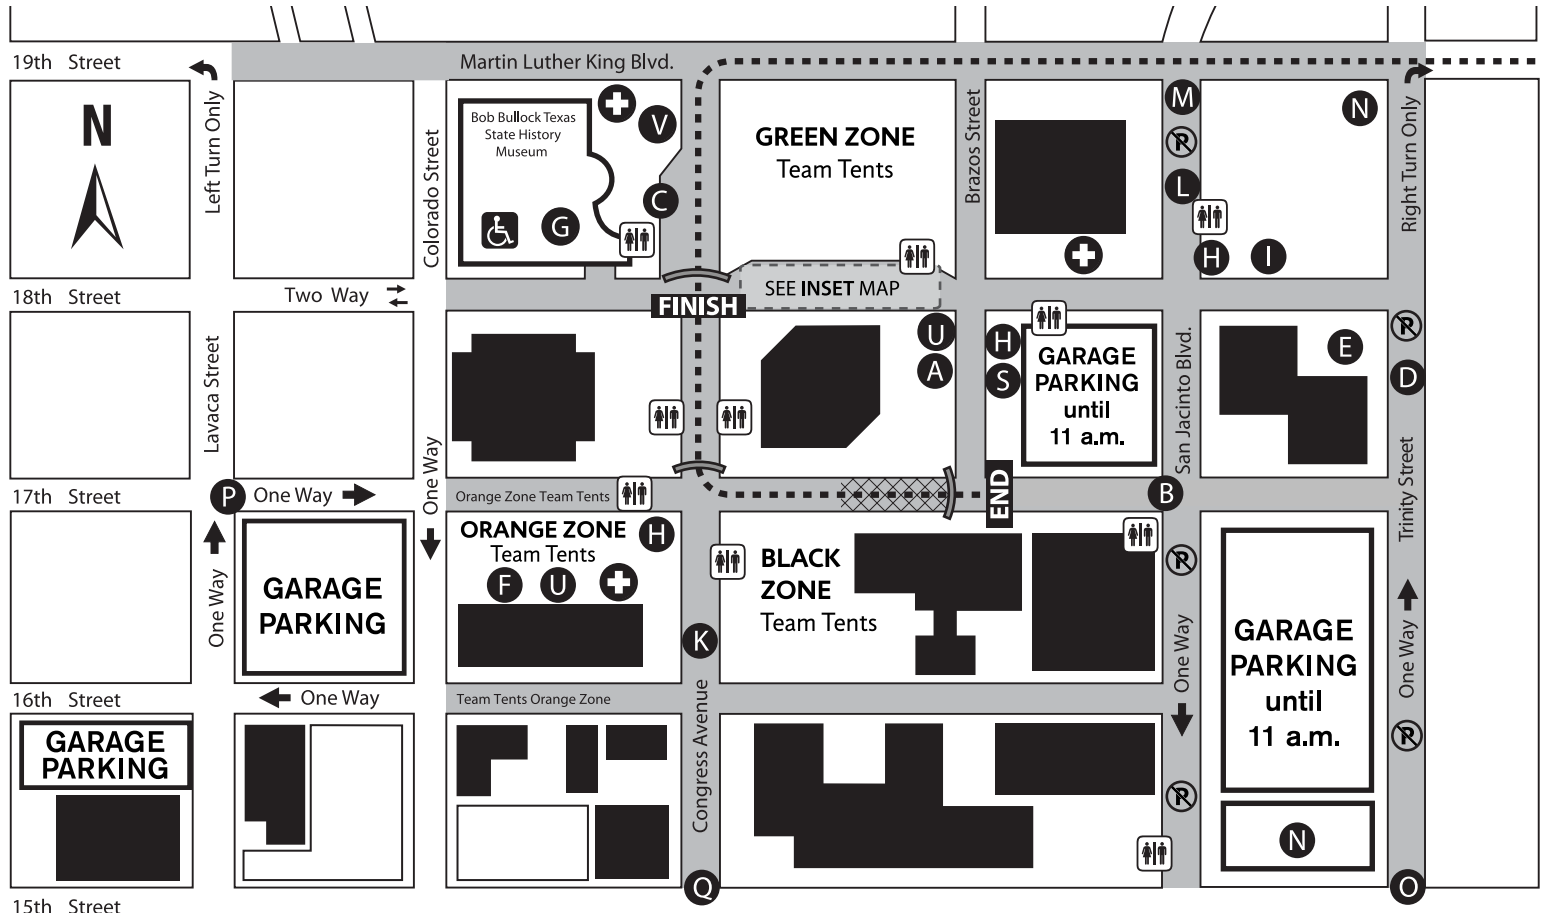 19th Street
Martin Luther King Blvd.
N
Left Turn Only
Colorado Street
Bob Bullock Texas
State History
Museum
V
C
G
GREEN ZONE
Team Tents
Brazos Street
M
P
L
N
Right Turn Only
H
I
18th Street
Two Way
FINISH
SEE INSET MAP
Lavaca Street
U
A
H
S
GARAGE
PARKING
until
11 a.m.
San Jacinto Blvd.
E
P
D
Trinity Street
17th Street
P
One Way
One Way
Orange Zone Team Tents
END
B
One Way
GARAGE
PARKING
ORANGE ZONE
Team Tents
H
F
U
BLACK
ZONE
Team Tents
K
P
One Way
GARAGE
PARKING
until
11 a.m.
One Way
16th Street
One Way
Team Tents Orange Zone
Congress Avenue
P
GARAGE
PARKING
P
N
Q
O
15th Street